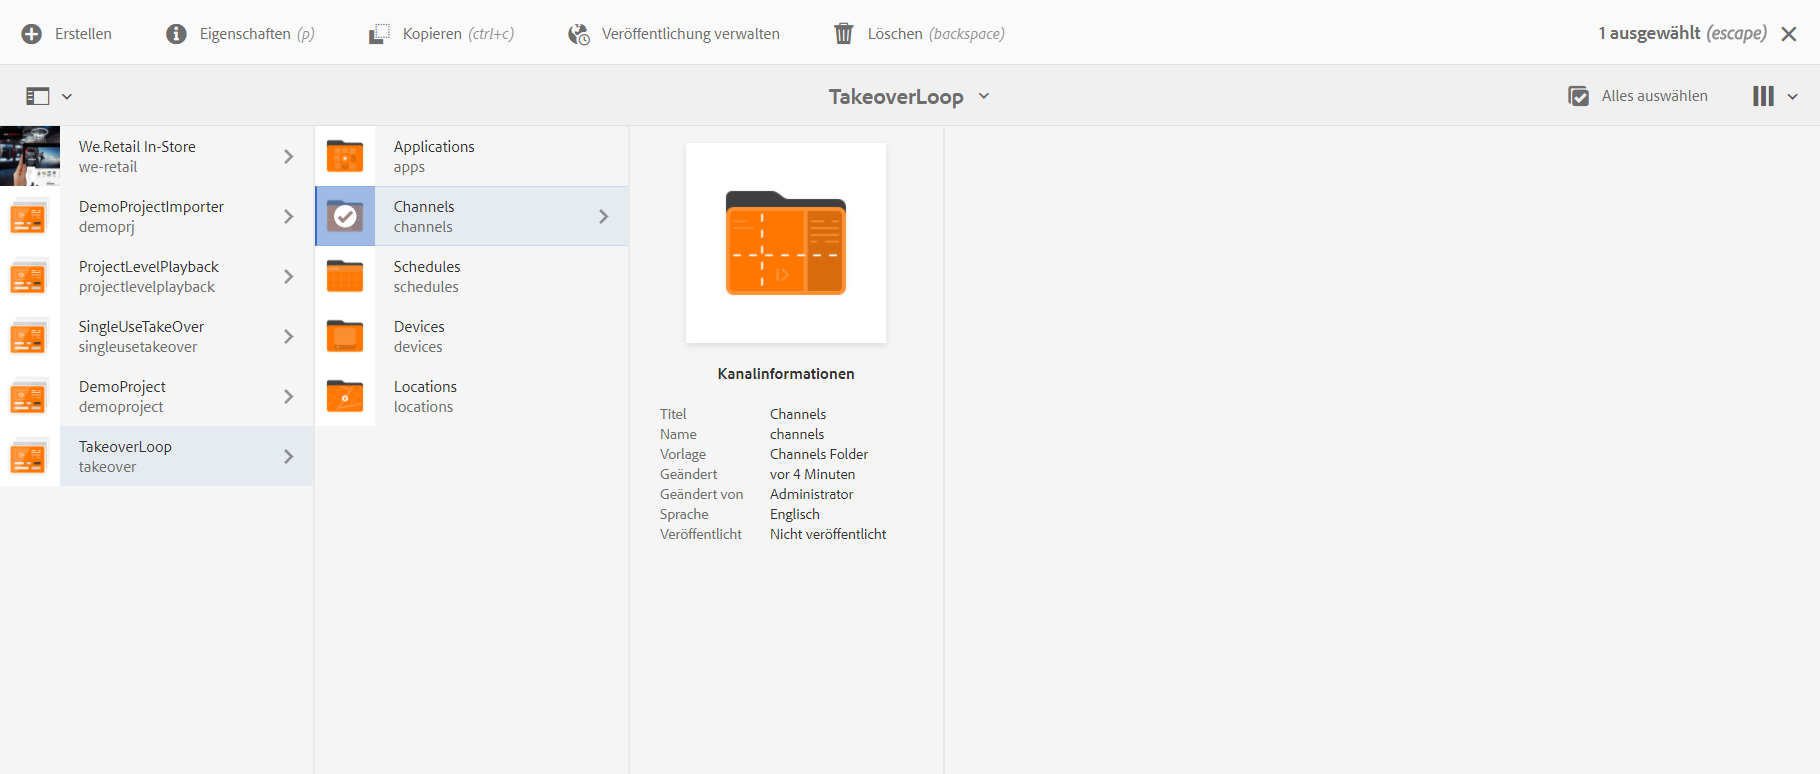 Erstellen
Eigenschaften (p)
Kopieren (ctrl+c)
Veröffentlichung verwalten
Löschen (backspace)
1 ausgewählt (escape)
TakeoverLoop
Alles auswählen
We.Retail In-Store
we-retail
DemoProjectImporter
demoprj
ProjectLevelPlayback
projectlevelplayback
SingleUseTakeOver
singleusetakeover
DemoProject
demoproject
TakeoverLoop
takeover
Applications
apps
Channels
channels
Schedules
schedules
Devices
devices
Locations
locations
Kanalinformationen
Titel Channels
Name channels
Vorlage Channels Folder
Geändert vor 4 Minuten
Geändert von Administrator
Sprache Englisch
Veröffentlicht Nicht veröffentlicht